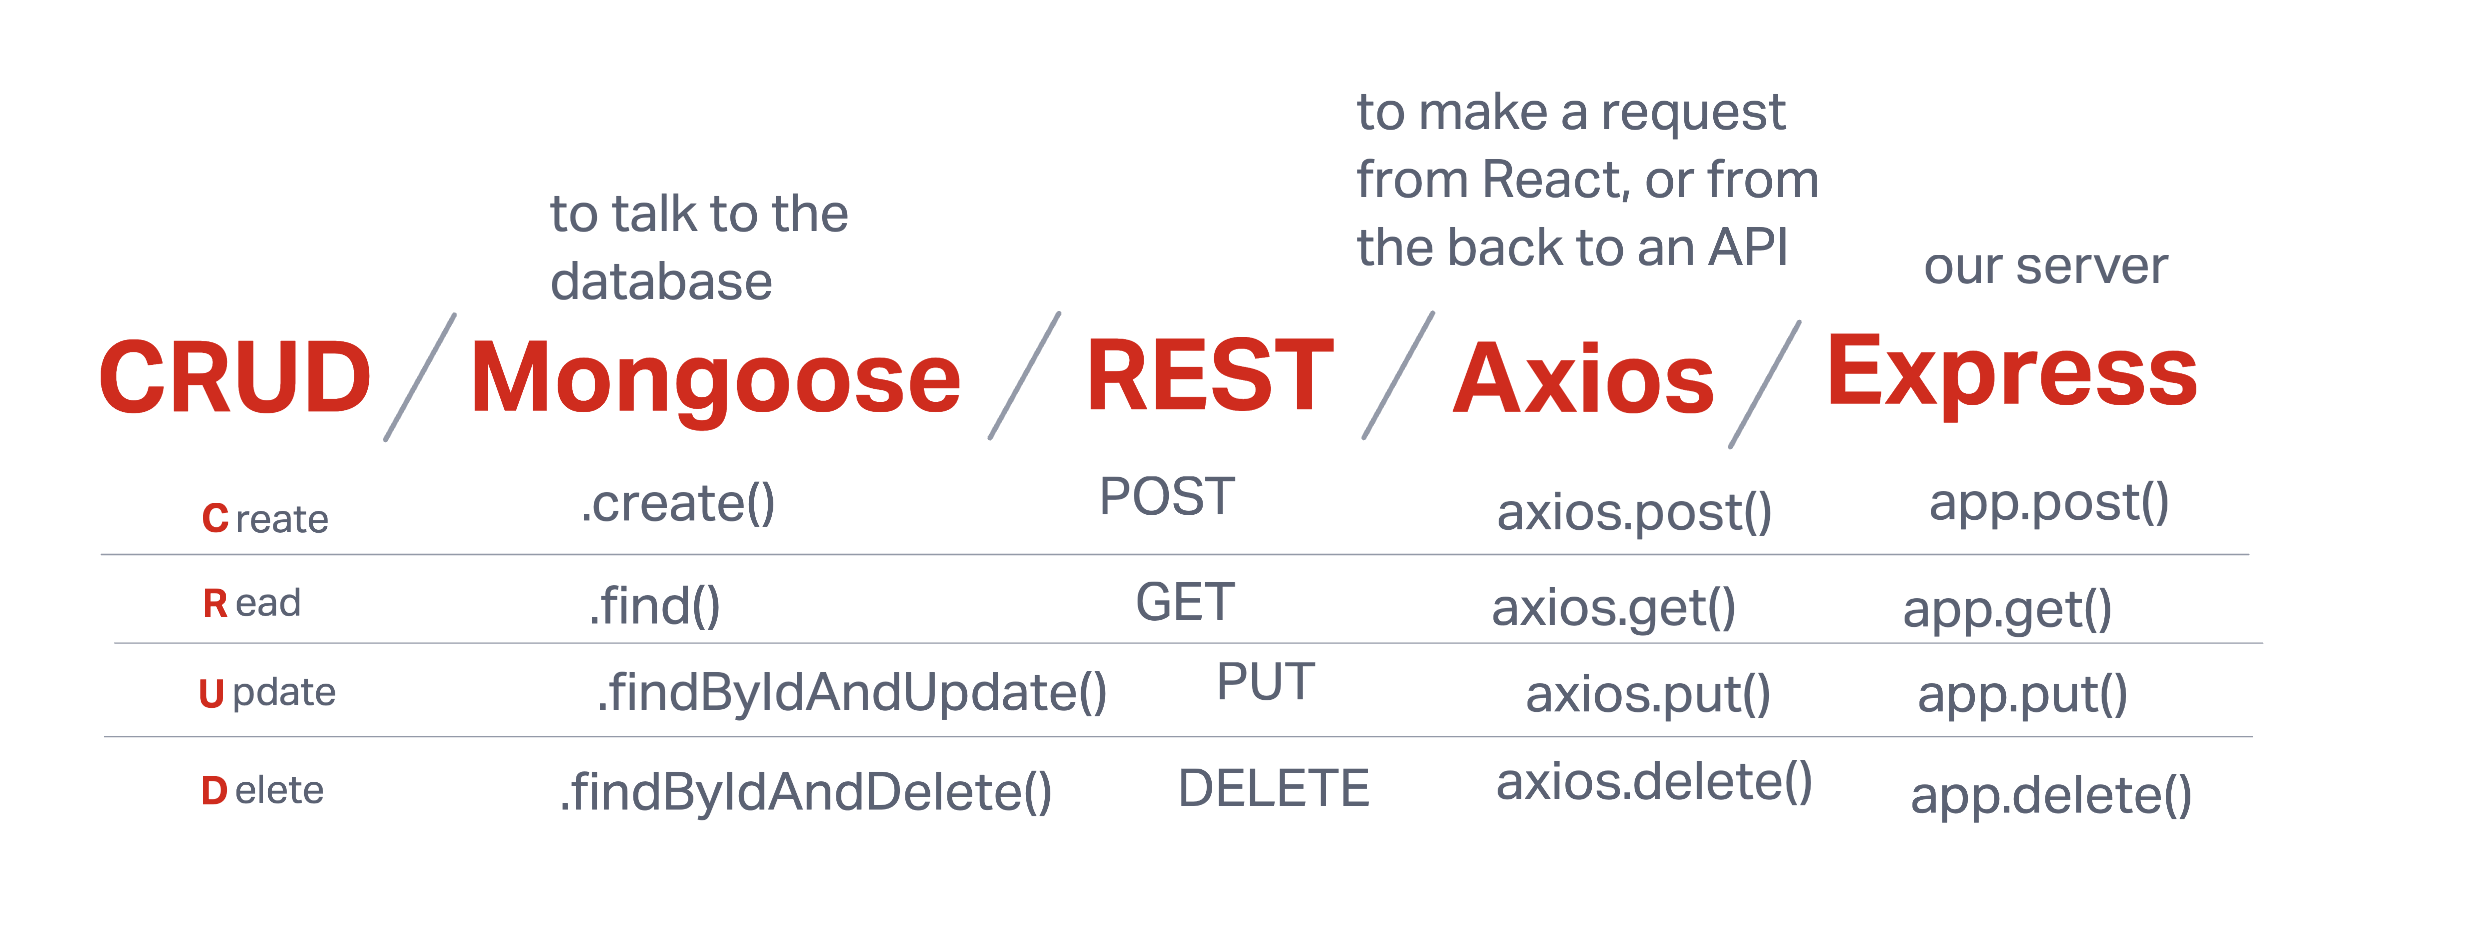 to make a request
from React, or from
the back to an API
to talk to the
database
our server
CRUD / Mongoose / REST / Axios / Express
Create .create() POST axios.post() app.post()
Read .find() GET axios.get() app.get()
Update .findByIdAndUpdate() PUT axios.put() app.put()
Delete .findByIdAndDelete() DELETE axios.delete() app.delete()